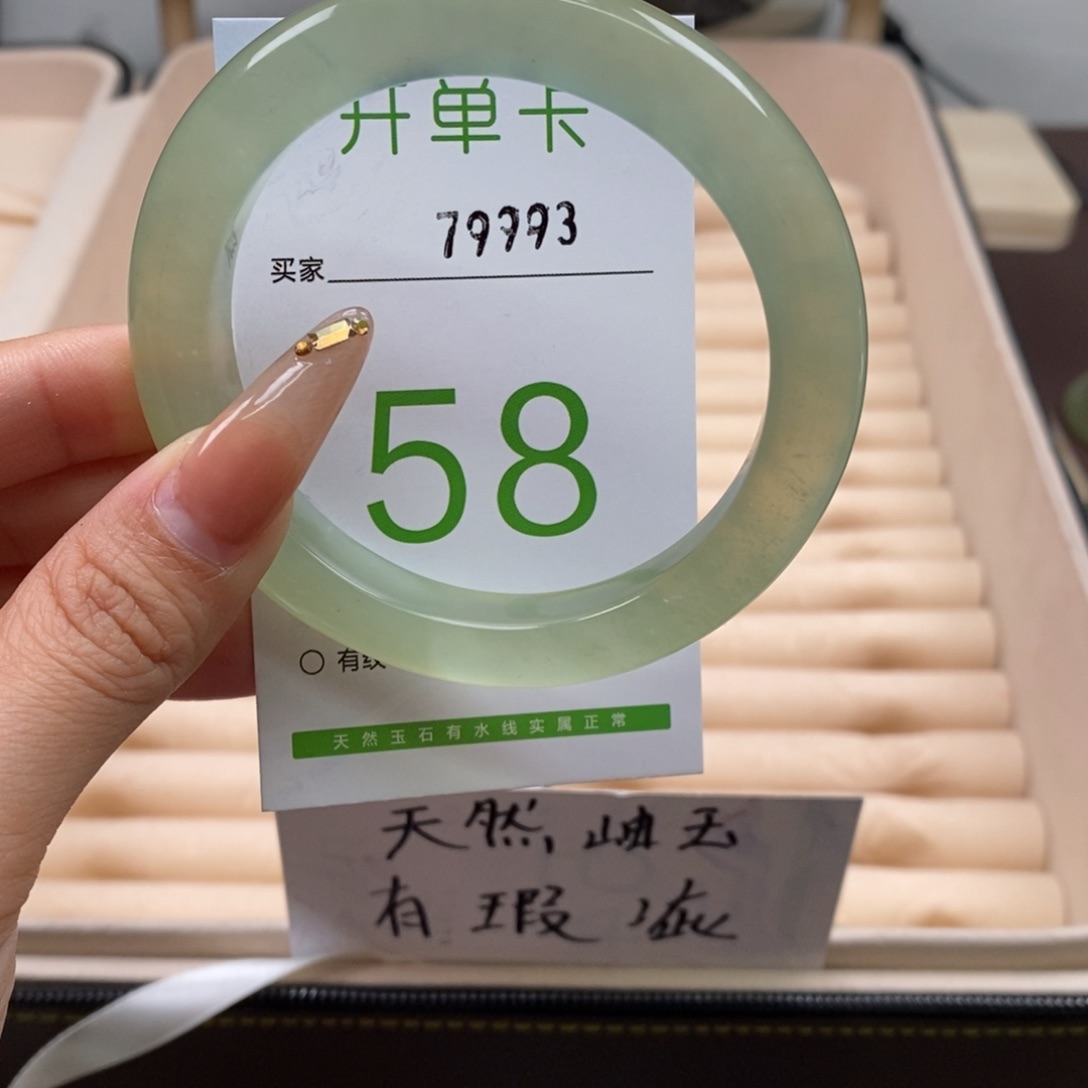 开单卡
79993
买家
58
有纹
天然玉石有水线实属正常
天然岫玉
有瑕疵